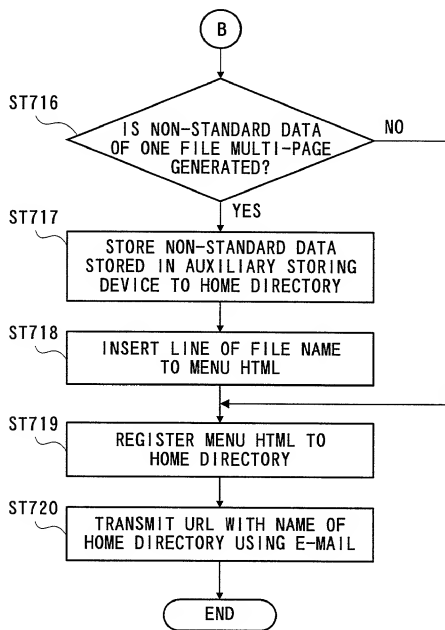 B
ST716
IS NON-STANDARD DATA
OF ONE FILE MULTI-PAGE
GENERATED?
NO
YES
ST717
STORE NON-STANDARD DATA
STORED IN AUXILIARY STORING
DEVICE TO HOME DIRECTORY
ST718
INSERT LINE OF FILE NAME
TO MENU HTML
ST719
REGISTER MENU HTML TO
HOME DIRECTORY
ST720
TRANSMIT URL WITH NAME OF
HOME DIRECTORY USING E-MAIL
END